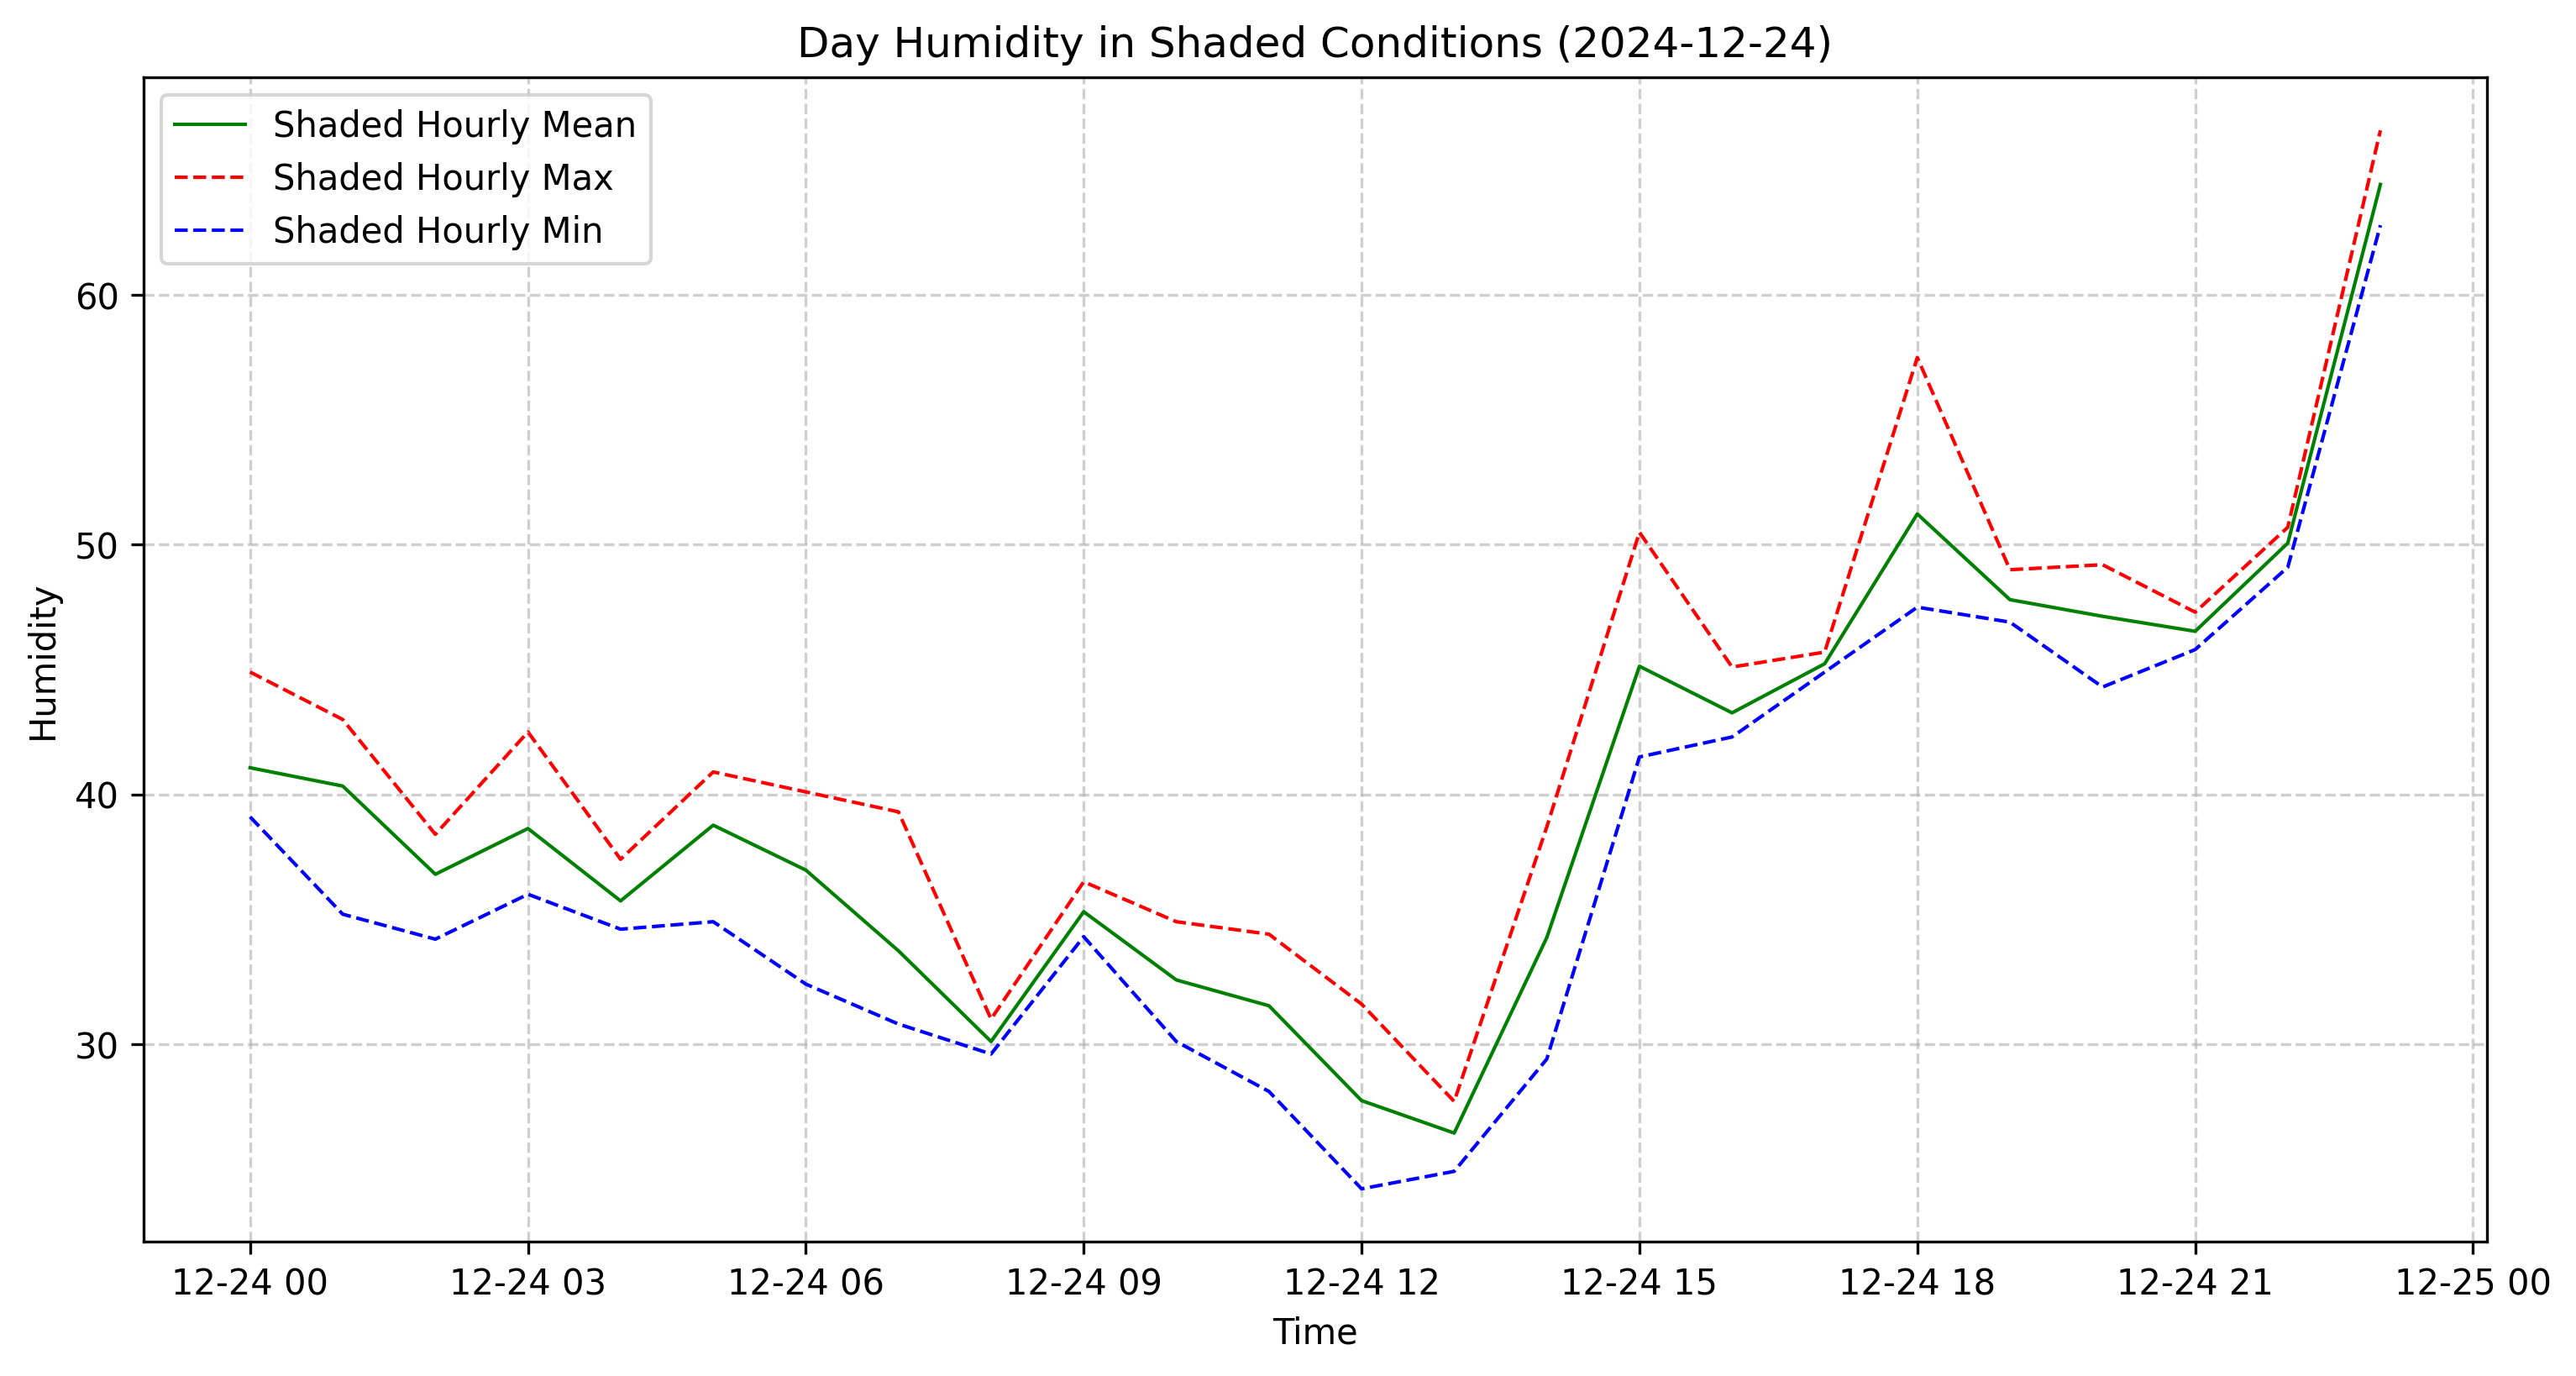 Day Humidity in Shaded Conditions (2024-12-24)
Shaded Hourly Mean
Shaded Hourly Max
Shaded Hourly Min
60
50
40
30
Humidity
12-24 00 12-24 03 12-24 06 12-24 09 12-24 12 12-24 15 12-24 18 12-24 21 12-25 00
Time